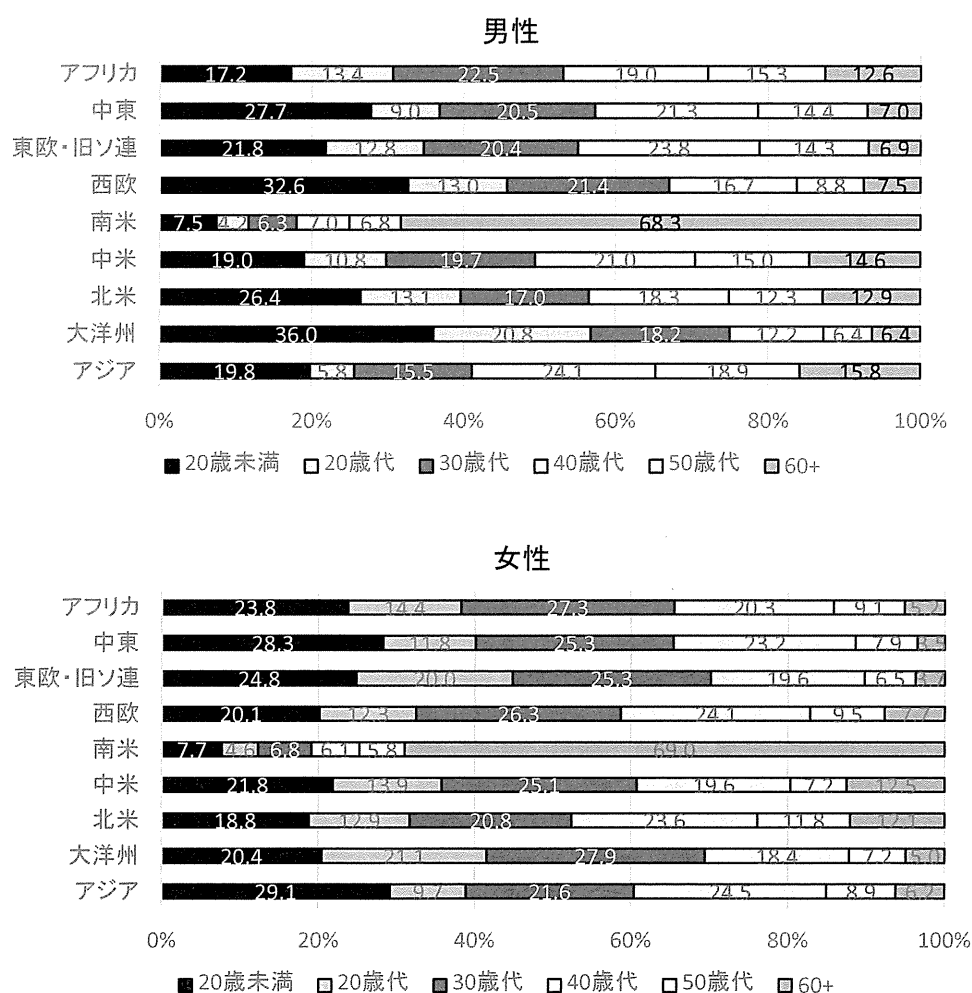 男性
アフリカ 17.2 13.4 22.5 19.0 15.3 12.6
中東 27.7 9.0 20.5 21.3 14.4 7.0
東欧・旧ソ連 21.8 12.8 20.4 23.8 14.3 6.9
西欧 32.6 13.0 21.4 16.7 8.8 7.5
南米 7.5 4.2 6.3 7.0 6.8 68.3
中米 19.0 10.8 19.7 21.0 15.0 14.6
北米 26.4 13.1 17.0 18.3 12.3 12.9
大洋州 36.0 20.8 18.2 12.2 6.4 6.4
アジア 19.8 5.8 15.5 24.1 18.9 15.8
0% 20% 40% 60% 80% 100%
20歳未満 20歳代 30歳代 40歳代 50歳代 60+
女性
アフリカ 23.8 14.4 27.3 20.3 9.1 5.2
中東 28.3 11.8 25.3 23.2 7.9 3.5
東欧・旧ソ連 24.8 20.0 25.3 19.6 6.5 3.7
西欧 20.1 12.3 26.3 24.1 9.5 7.7
南米 7.7 4.6 6.8 6.1 5.8 69.0
中米 21.8 13.9 25.1 19.6 7.2 12.5
北米 18.8 12.9 20.8 23.6 11.8 12.1
大洋州 20.4 21.1 27.9 18.4 7.2 5.0
アジア 29.1 9.7 21.6 24.5 8.9 6.2
0% 20% 40% 60% 80% 100%
20歳未満 20歳代 30歳代 40歳代 50歳代 60+